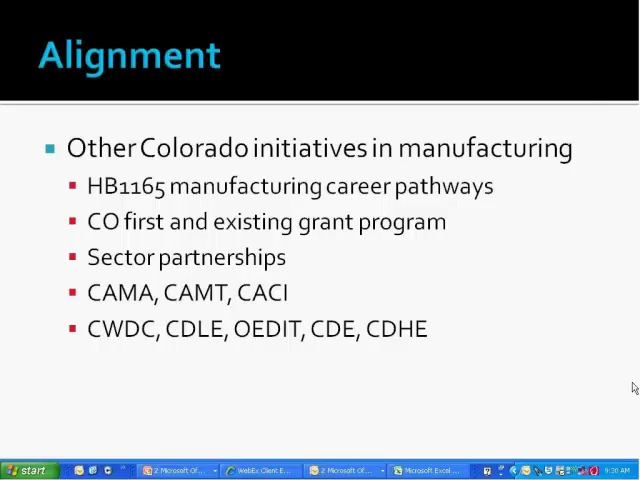 Alignment
Other Colorado initiatives in manufacturing
HB1165 manufacturing career pathways
CO first and existing grant program
Sector partnerships
CAMA, CAMT, CACI
CWDC, CDLE, OEDIT, CDE, CDHE
start
2 Microsoft Of...
WebEx Client E...
2 Microsoft Of...
Microsoft Excel ...
9:30 AM